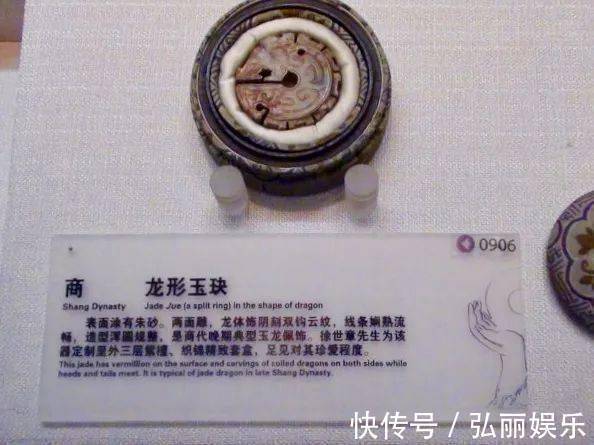 0906
商 龙形玉玦
Shang Dynasty Jade Jue (a split ring) in the shape of dragon
表面涂有朱砂。两面雕，龙体饰阴刻双钩云纹，线条娴熟流
畅，造型浑圆规整，是商代晚期典型玉龙佩饰。徐世章先生为该
器定制里外三层紫檀、织锦精致套盒，足见对其珍爱程度。
This jade has vermilion on the surface and carvings of coiled dragons on both sides while
heads and tails meet. It is typical of jade dragon in late Shang Dynasty.
快传号 / 弘丽娱乐